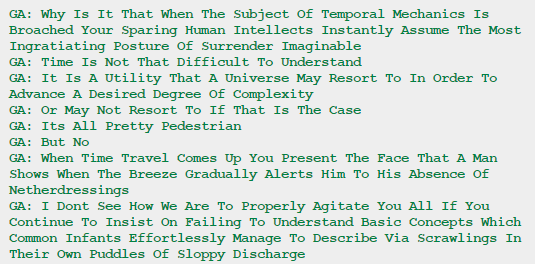 GA: Why Is It That When The Subject Of Temporal Mechanics Is
Broached Your Sparing Human Intellects Instantly Assume The Most
Ingratiating Posture Of Surrender Imaginable
GA: Time Is Not That Difficult To Understand
GA: It Is A Utility That A Universe May Resort To In Order To
Advance A Desired Degree Of Complexity
GA: Or May Not Resort To If That Is The Case
GA: Its All Pretty Pedestrian
GA: But No
GA: When Time Travel Comes Up You Present The Face That A Man
Shows When The Breeze Gradually Alerts Him To His Absence Of
Netherdressings
GA: I Dont See How We Are To Properly Agitate You All If You
Continue To Insist On Failing To Understand Basic Concepts Which
Common Infants Effortlessly Manage To Describe Via Scrawlings In
Their Own Puddles Of Sloppy Discharge